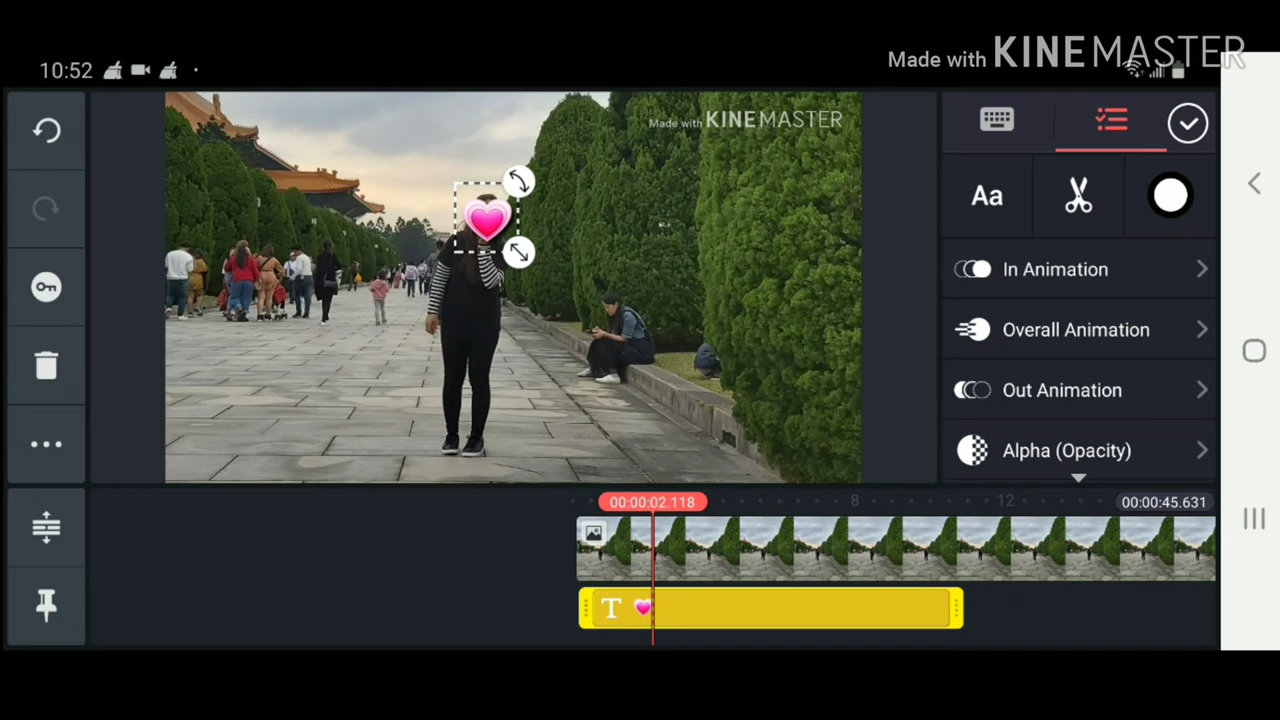 Made with KINEMASTER
10:52
Made with KINEMASTER
Aa
In Animation
Overall Animation
Out Animation
Alpha (Opacity)
00:00:02.118
8
12
00:00:45.631
T